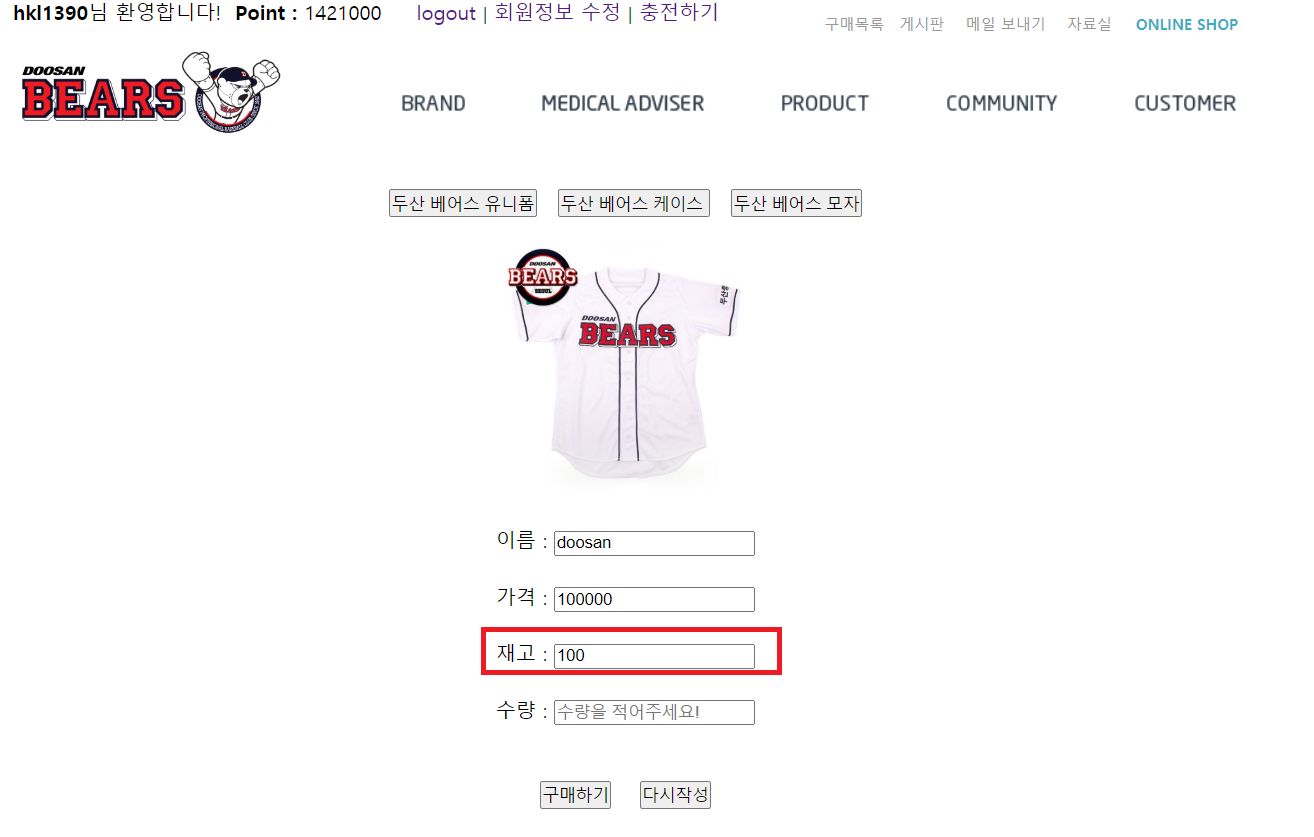 hkl1390님 환영합니다! Point : 1421000 logout | 회원정보 수정 | 충전하기
구매목록 게시판 메일 보내기 자료실 ONLINE SHOP
DOOSAN
BEARS
BRAND MEDICAL ADVISER PRODUCT COMMUNITY CUSTOMER
두산 베어스 유니폼 두산 베어스 케이스 두산 베어스 모자
DOOSAN
BEARS
SEOUL
DOOSAN
BEARS
이름 : doosan
가격 : 100000
재고 : 100
수량 : 수량을 적어주세요!
구매하기 다시작성